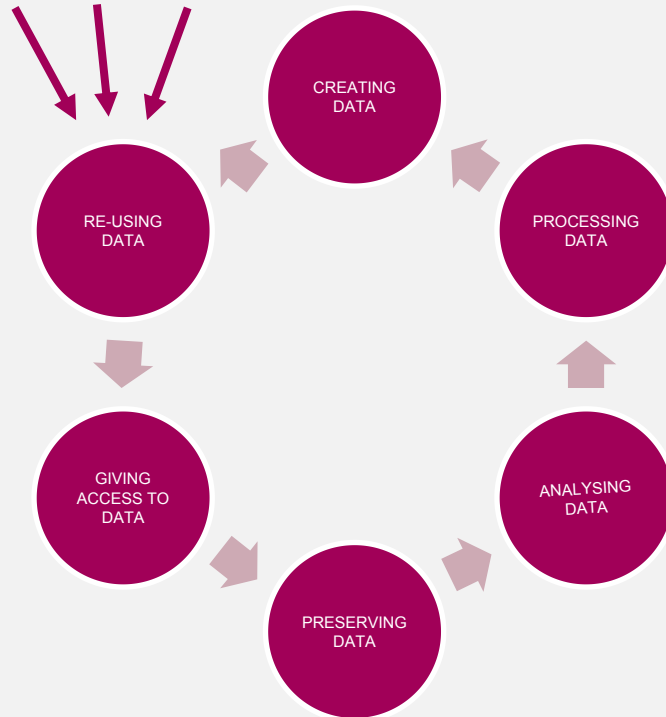 CREATING
DATA
RE-USING
DATA
PROCESSING
DATA
GIVING
ACCESS TO
DATA
ANALYSING
DATA
PRESERVING
DATA